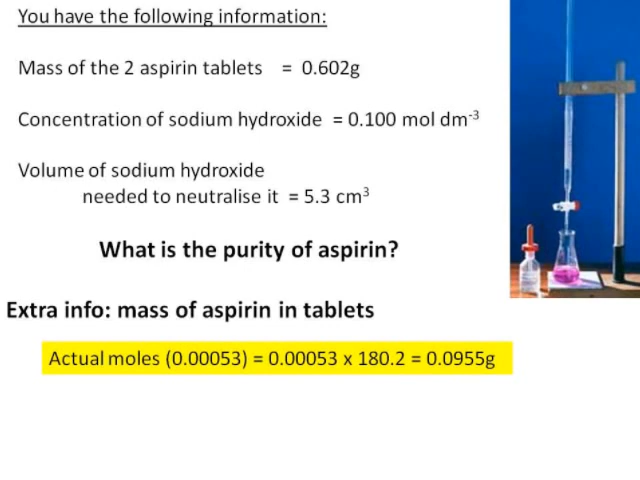 You have the following information:
Mass of the 2 aspirin tablets = 0.602g
Concentration of sodium hydroxide = 0.100 mol dm-3
Volume of sodium hydroxide
needed to neutralise it = 5.3 cm3
What is the purity of aspirin?
Extra info: mass of aspirin in tablets
Actual moles (0.00053) = 0.00053 x 180.2 = 0.0955g